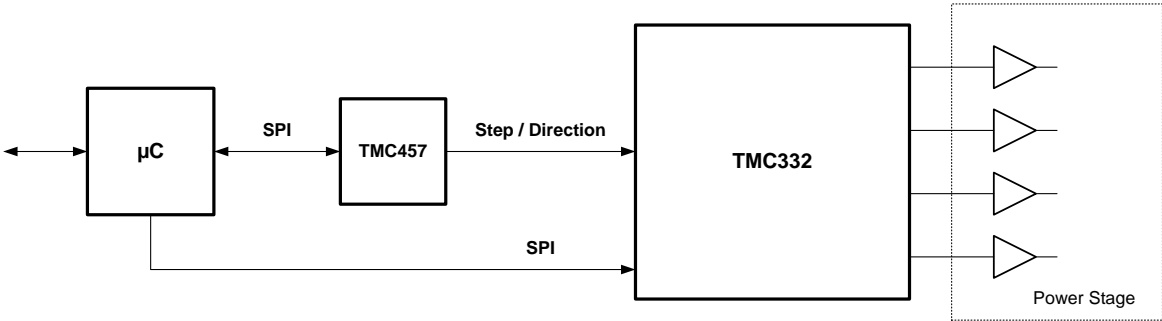 SPI
Step / Direction
µC
TMC457
TMC332
SPI
Power Stage